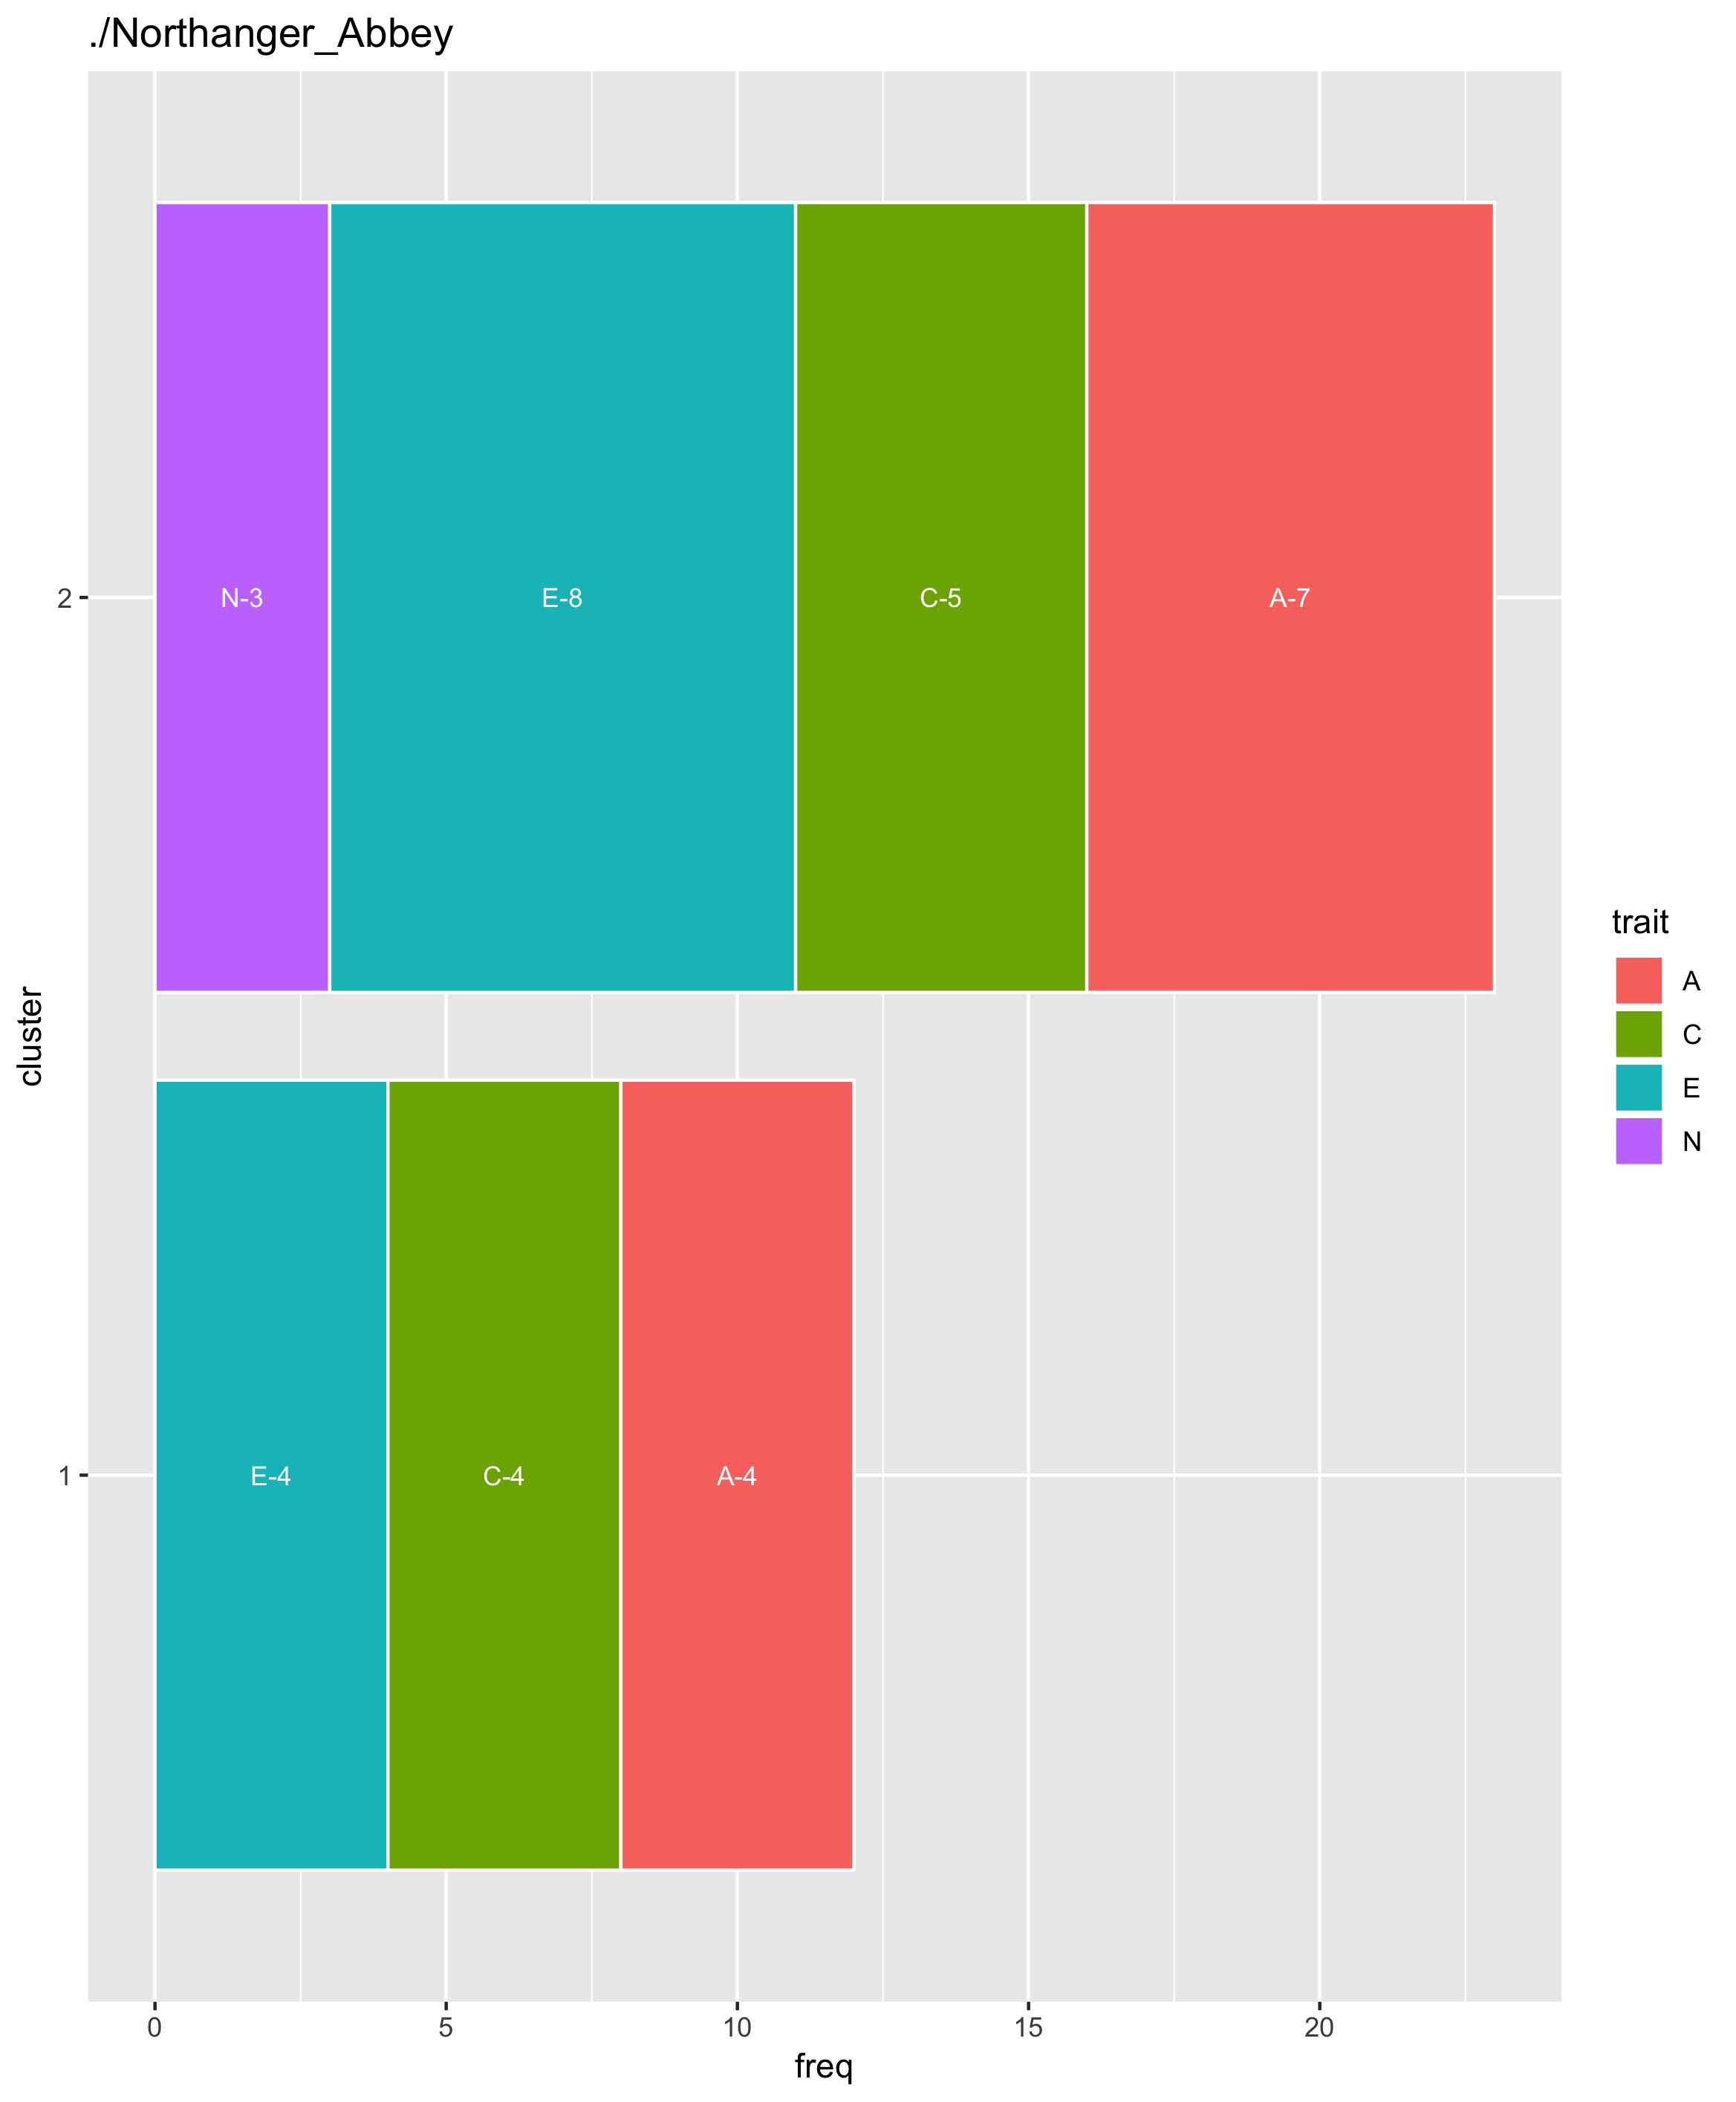 ./Northanger_Abbey
N-3 E-8 C-5 A-7
2
cluster
E-4 C-4 A-4
1
0 5 10 15 20
freq
trait
A
C
E
N